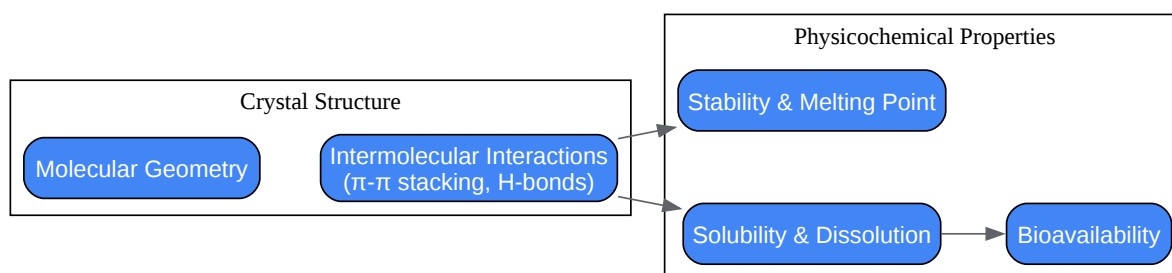 Crystal Structure
Molecular Geometry
Intermolecular Interactions
(π-π stacking, H-bonds)
Physicochemical Properties
Stability & Melting Point
Solubility & Dissolution
Bioavailability